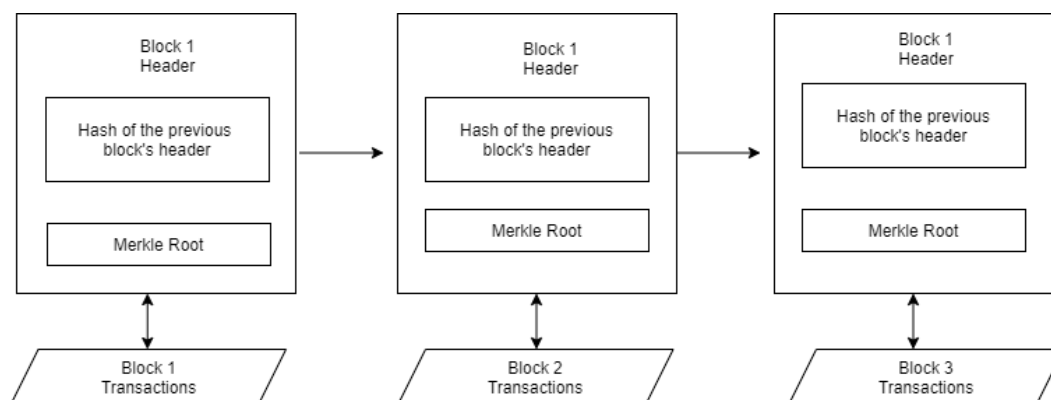 Block 1
Header
Hash of the previous
block's header
Merkle Root
Block 1
Transactions
Block 1
Header
Hash of the previous
block's header
Merkle Root
Block 2
Transactions
Block 1
Header
Hash of the previous
block's header
Merkle Root
Block 3
Transactions